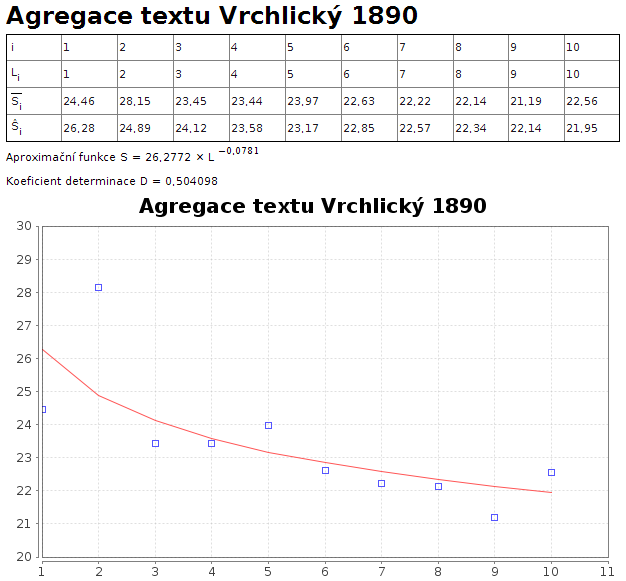 Agregace textu Vrchlický 1890
i 1 2 3 4 5 6 7 8 9 10
Li 1 2 3 4 5 6 7 8 9 10
S̅i 24,46 28,15 23,45 23,44 23,97 22,63 22,22 22,14 21,19 22,56
Ŝi 26,28 24,89 24,12 23,58 23,17 22,85 22,57 22,34 22,14 21,95
Aproximační funkce S = 26,2772 × L −0,0781
Koeficient determinace D = 0,504098
Agregace textu Vrchlický 1890
30
29
28
27
26
25
24
23
22
21
20
1 2 3 4 5 6 7 8 9 10 11